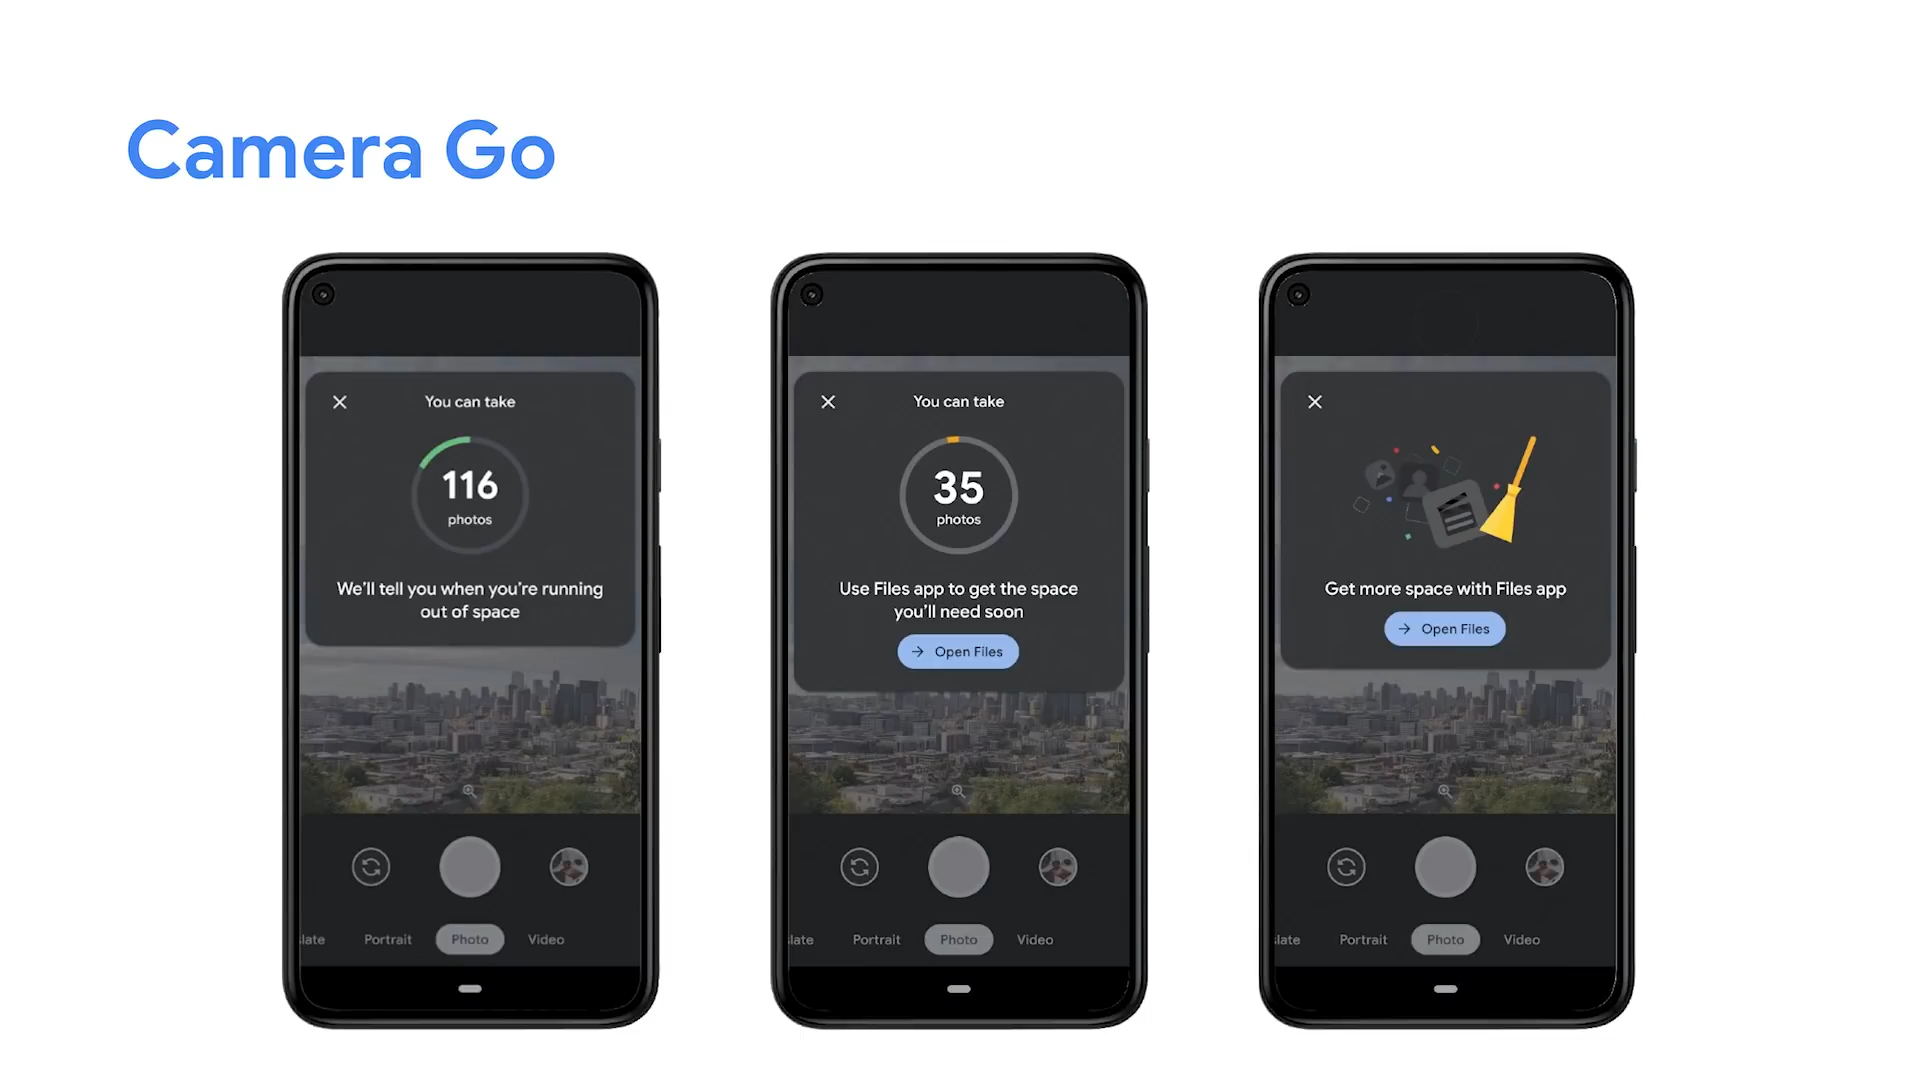 Camera Go
You can take
116
photos
We'll tell you when you're running
out of space
late
Portrait
Photo
Video
You can take
35
photos
Use Files app to get the space
you'll need soon
Open Files
late
Portrait
Photo
Video
Get more space with Files app
Open Files
late
Portrait
Photo
Video